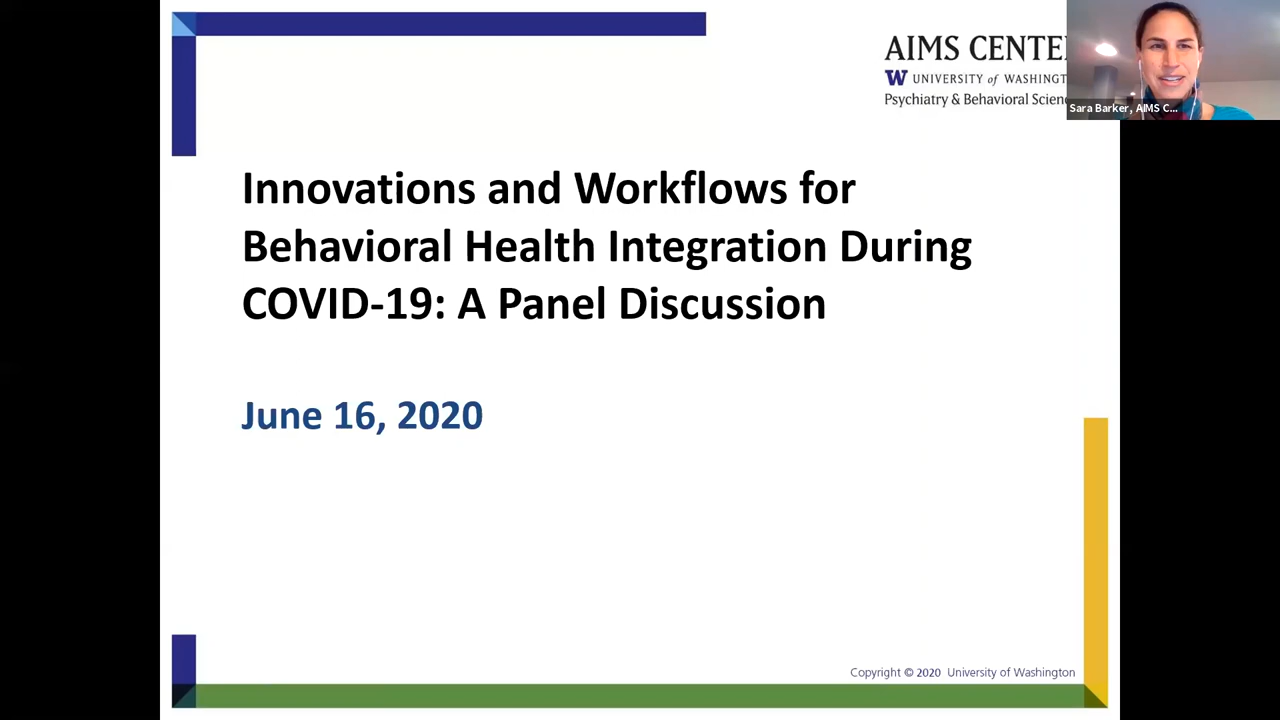 AIMS CENTE
W UNIVERSITY of WASHINGT
Psychiatry & Behavioral Scien
Sara Barker, AIMS C...
Innovations and Workflows for
Behavioral Health Integration During
COVID-19: A Panel Discussion
June 16, 2020
Copyright © 2020 University of Washington